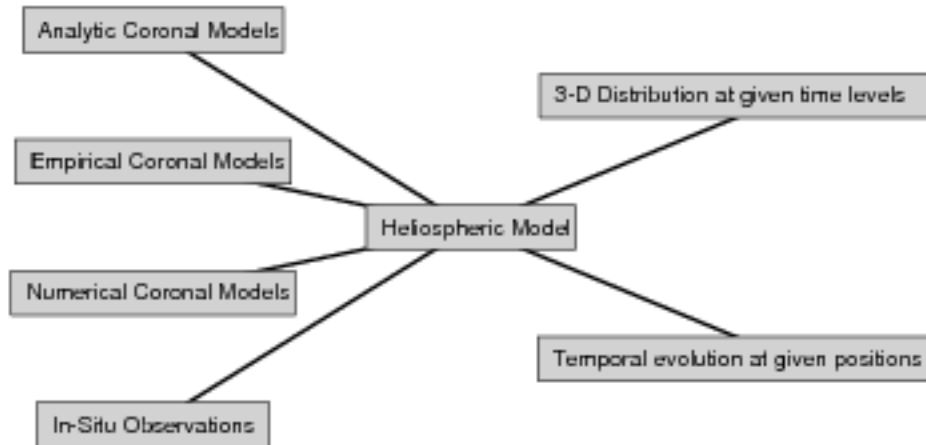 Analytic Coronal Models
3-D Distribution at given time levels
Empirical Coronal Models
Heliospheric Model
Numerical Coronal Models
Temporal evolution at given positions
In-Situ Observations